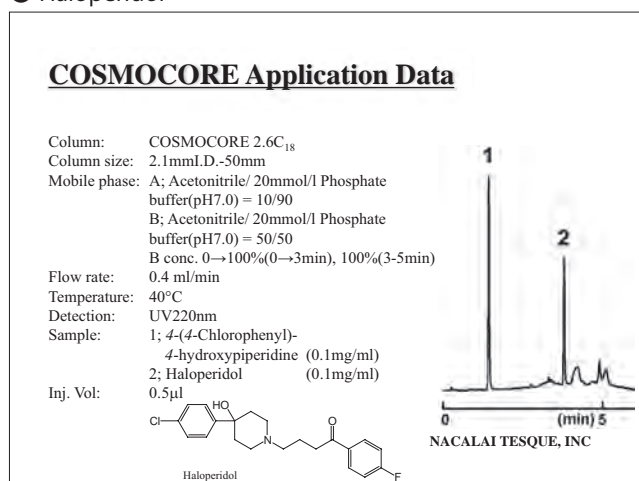 COSMOCORE Application Data
Column: COSMOCORE 2.6C₁₈
Column size: 2.1mmI.D.-50mm
Mobile phase: A; Acetonitrile/ 20mmol/l Phosphate
buffer(pH7.0) = 10/90
B; Acetonitrile/ 20mmol/l Phosphate
buffer(pH7.0) = 50/50
B conc. 0→100%(0→3min), 100%(3-5min)
Flow rate: 0.4 ml/min
Temperature: 40°C
Detection: UV220nm
Sample: 1; 4-(4-Chlorophenyl)-
4-hydroxypiperidine (0.1mg/ml)
2; Haloperidol (0.1mg/ml)
Inj. Vol: 0.5µl
HO
Cl
N
O
F
Haloperidol
1
2
0 (min) 5
NACALAI TESQUE, INC